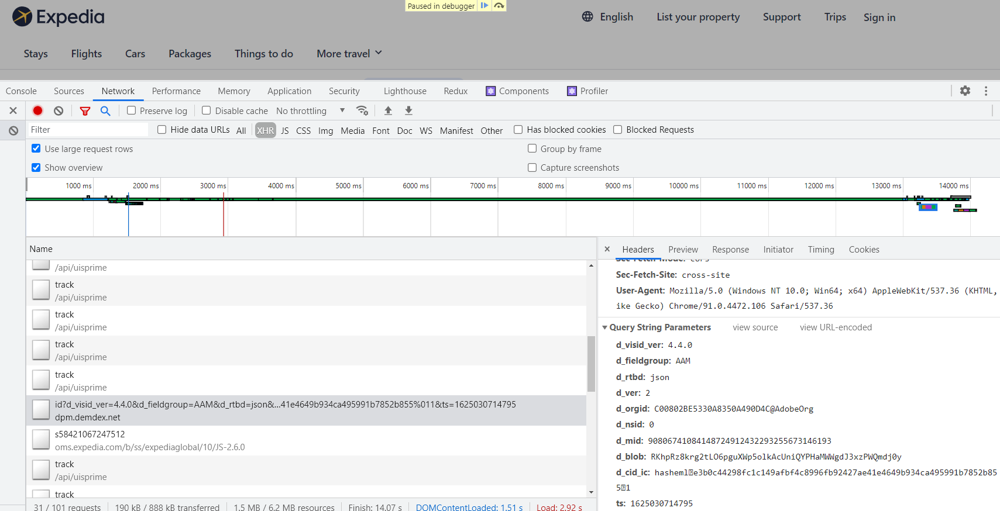 Paused in debugger
Expedia
English List your property Support Trips Sign in
Stays Flights Cars Packages Things to do More travel
Console Sources Network Performance Memory Application Security Lighthouse Redux Components Profiler
Preserve log Disable cache No throttling
Filter Hide data URLs All XHR JS CSS Img Media Font Doc WS Manifest Other Has blocked cookies Blocked Requests
Use large request rows Group by frame
Show overview Capture screenshots
1000 ms 2000 ms 3000 ms 4000 ms 5000 ms 6000 ms 7000 ms 8000 ms 9000 ms 10000 ms 11000 ms 12000 ms 13000 ms 14000 ms
Name
/api/uisprime
track
/api/uisprime
track
/api/uisprime
track
/api/uisprime
track
/api/uisprime
id?d_visid_ver=4.4.0&d_fieldgroup=AAM&d_rtbd=json&…41e4649b934ca495991b7852b855%011&ts=1625030714795
dpm.demdex.net
s58421067247512
oms.expedia.com/b/ss/expediaglobal/10/JS-2.6.0
track
/api/uisprime
track
31 / 101 requests 190 kB / 888 kB transferred 1.5 MB / 6.2 MB resources Finish: 14.07 s DOMContentLoaded: 1.51 s Load: 2.92 s
Headers Preview Response Initiator Timing Cookies
Sec-Fetch-Mode: cors
Sec-Fetch-Site: cross-site
User-Agent: Mozilla/5.0 (Windows NT 10.0; Win64; x64) AppleWebKit/537.36 (KHTML,
ike Gecko) Chrome/91.0.4472.106 Safari/537.36
Query String Parameters view source view URL-encoded
d_visid_ver: 4.4.0
d_fieldgroup: AAM
d_rtbd: json
d_ver: 2
d_orgid: C00802BE5330A8350A490D4C@AdobeOrg
d_nsid: 0
d_mid: 90806741084148724912432293255673146193
d_blob: RKhpRz8krg2tLO6pguXWp5olkAcUniQYPHaMWWgdJ3xzPWQmdj0y
d_cid_ic: hasheml□e3b0c44298fc1c149afbf4c8996fb92427ae41e4649b934ca495991b7852b85
5□1
ts: 1625030714795